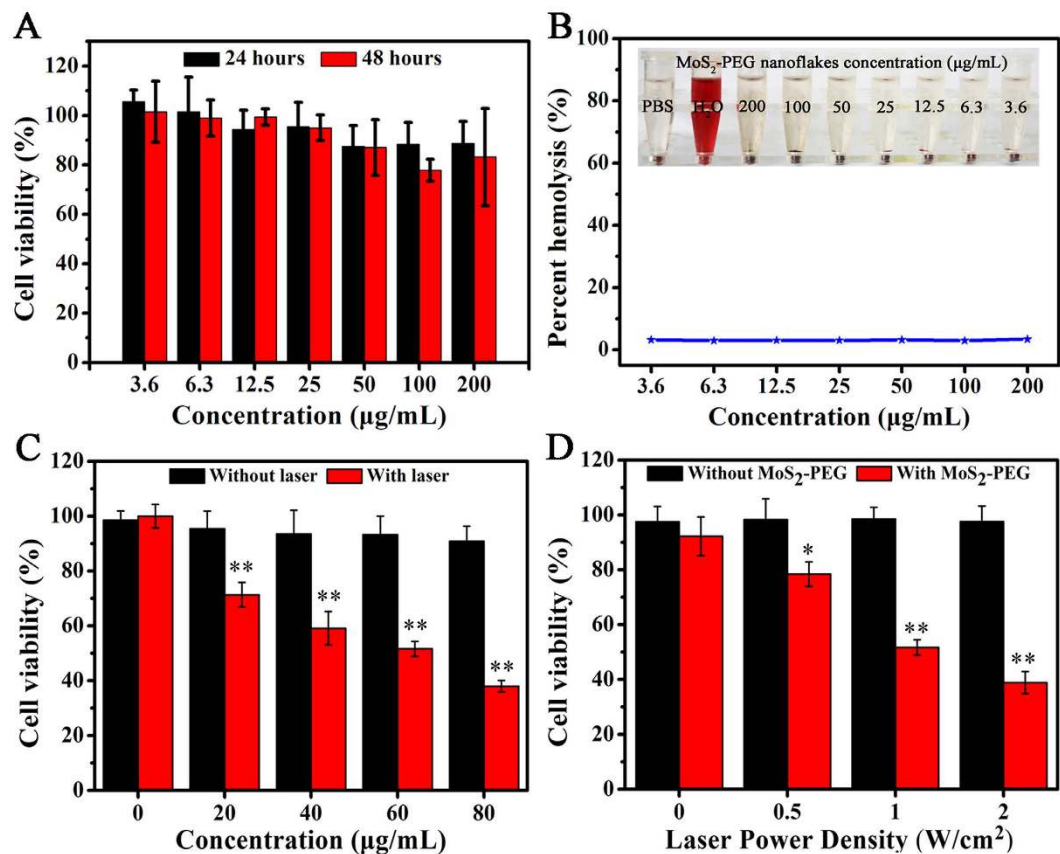 A
24 hours 48 hours
Cell viability (%)
120
100
80
60
40
20
0
3.6 6.3 12.5 25 50 100 200
Concentration (µg/mL)
B
MoS2-PEG nanoflakes concentration (µg/mL)
PBS H2O 200 100 50 25 12.5 6.3 3.6
Percent hemolysis (%)
100
80
60
40
20
0
3.6 6.3 12.5 25 50 100 200
Concentration (µg/mL)
C
Without laser With laser
Cell viability (%)
120
100
80
60
40
20
0
** ** ** **
0 20 40 60 80
Concentration (µg/mL)
D
Without MoS2-PEG With MoS2-PEG
Cell viability (%)
120
100
80
60
40
20
0
* ** **
0 0.5 1 2
Laser Power Density (W/cm²)